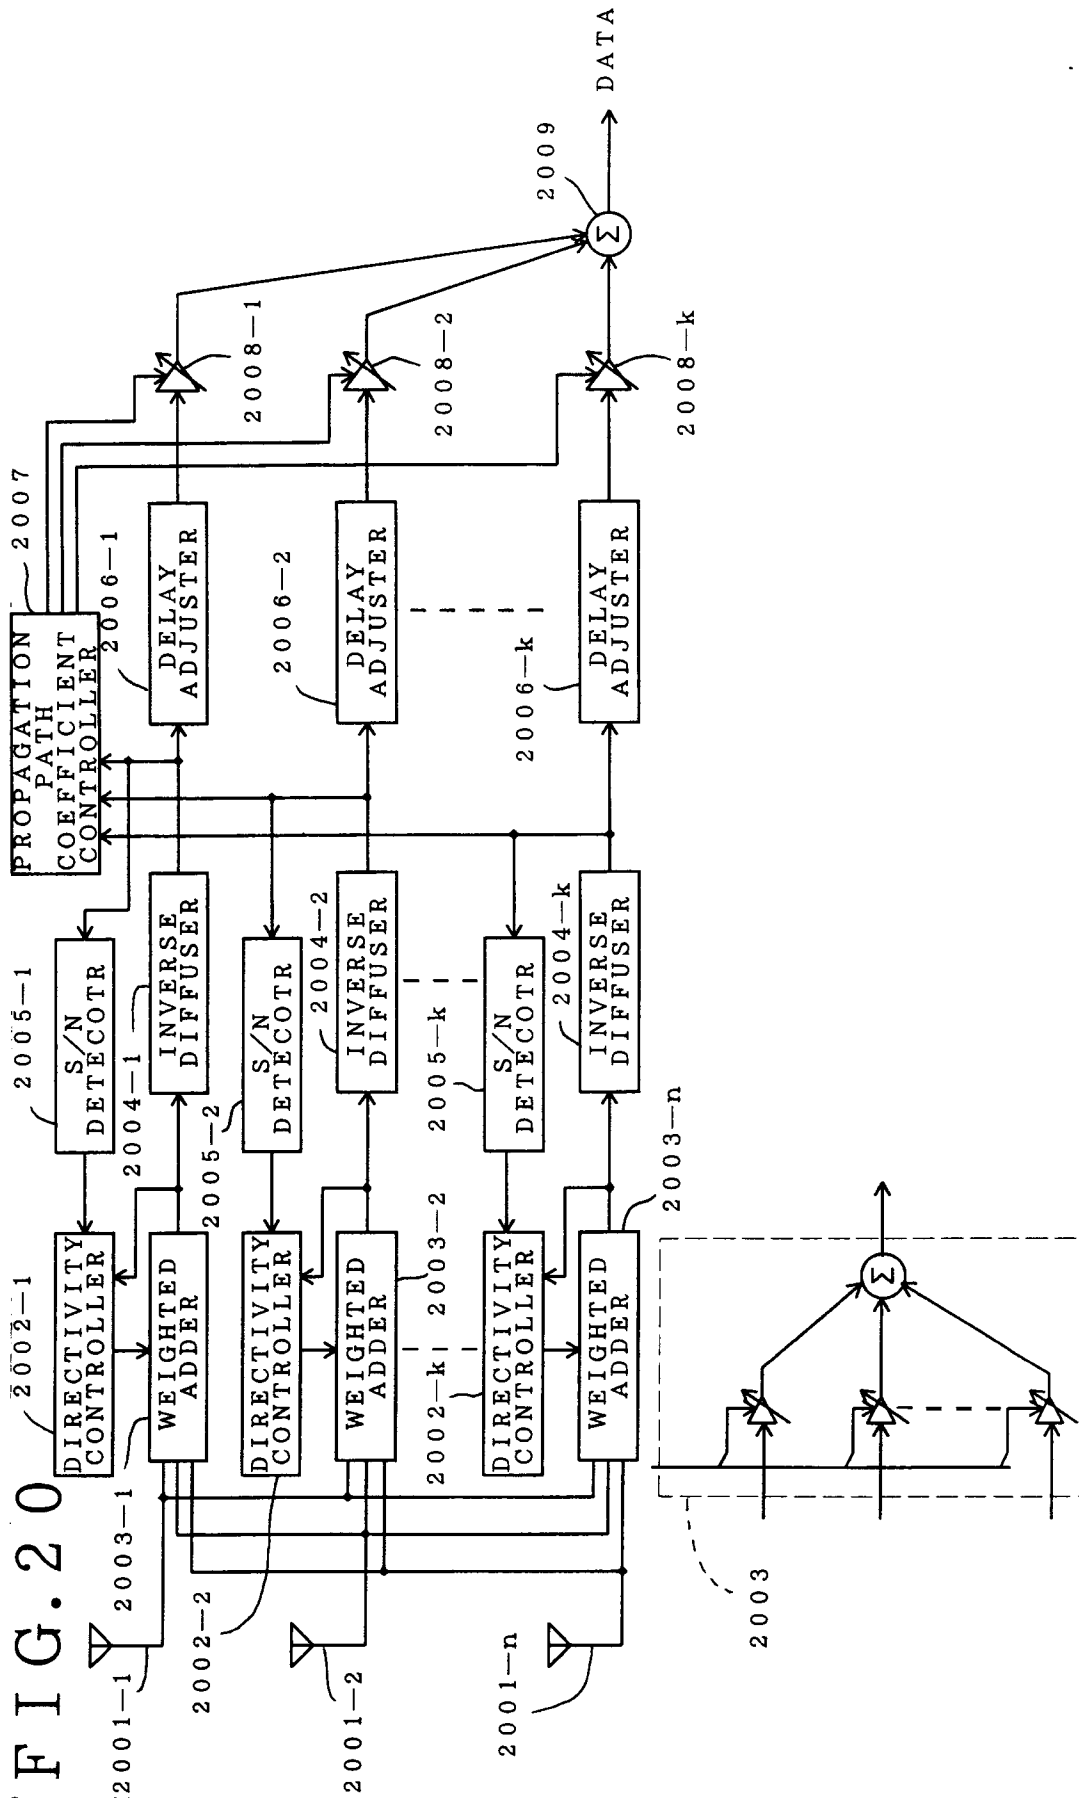 FIG.20
2001-1
2001-2
2001-n
2002-1
DIRECTIVITY
CONTROLLER
2003-1
WEIGHTED
ADDER
2002-2
DIRECTIVITY
CONTROLLER
WEIGHTED
ADDER
2003-2
2002-k
DIRECTIVITY
CONTROLLER
WEIGHTED
ADDER
2003-n
2005-1
S/N
DETECOTR
2004-1
INVERSE
DIFFUSER
2005-2
S/N
DETECOTR
2004-2
INVERSE
DIFFUSER
2005-k
S/N
DETECOTR
2004-k
INVERSE
DIFFUSER
2007
PROPAGATION
PATH
COEFFICIENT
CONTROLLER
2006-1
DELAY
ADJUSTER
2006-2
DELAY
ADJUSTER
2006-k
DELAY
ADJUSTER
2008-1
2008-2
2008-k
2009
Σ
DATA
2003
Σ